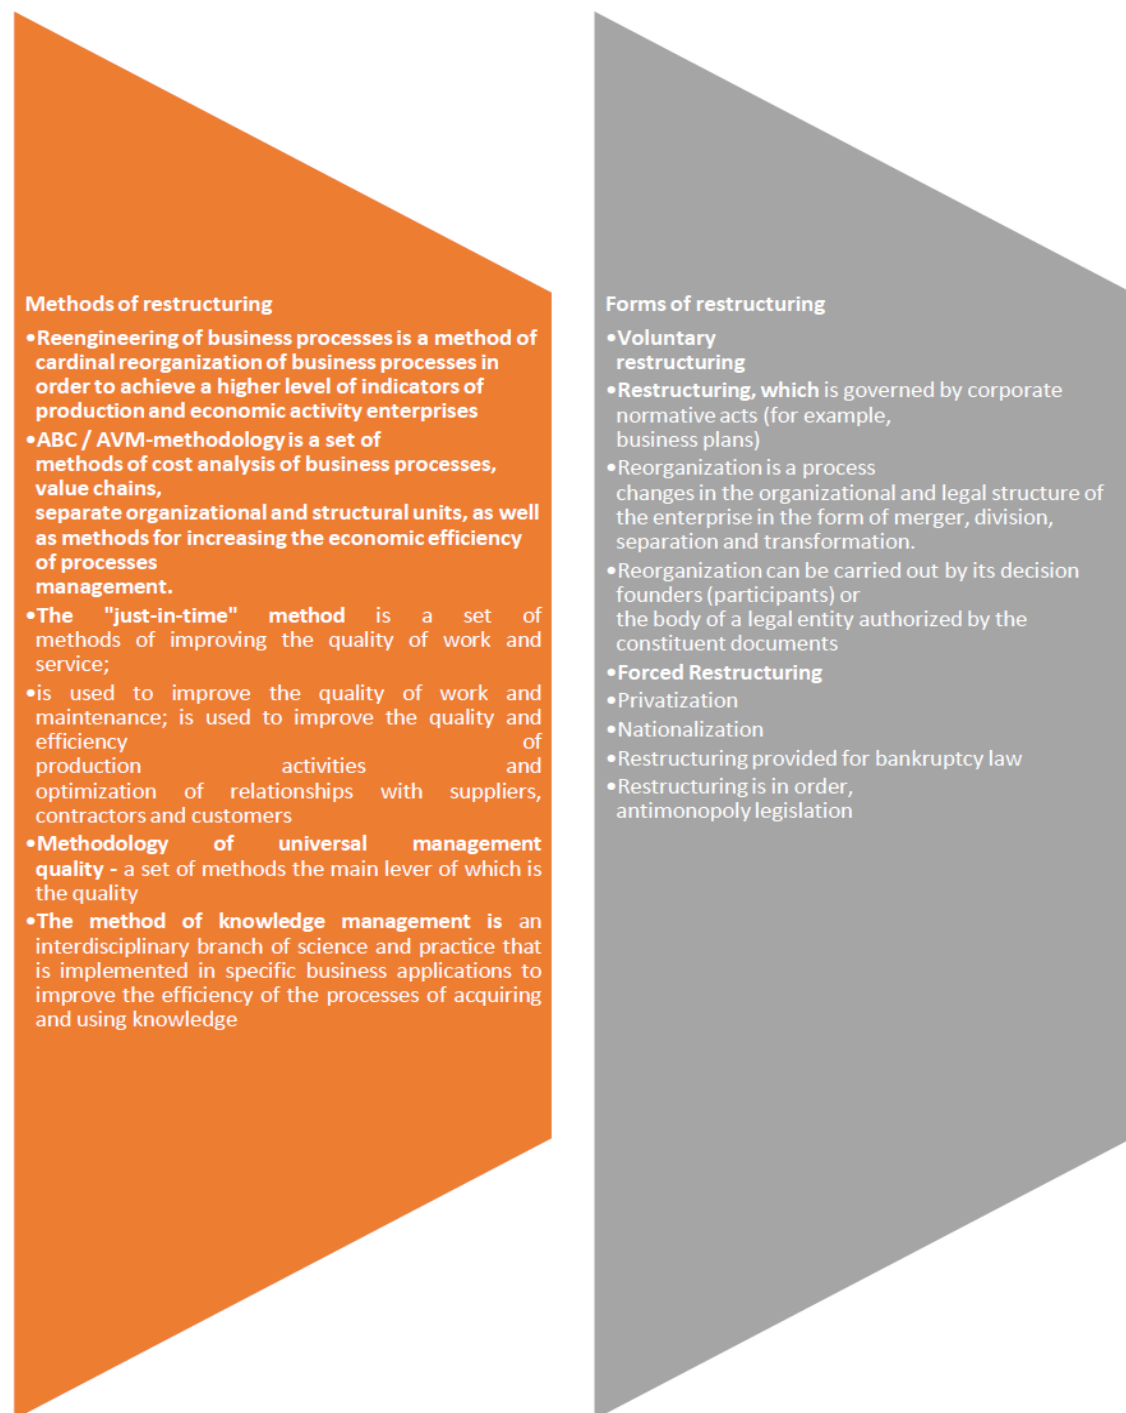 Methods of restructuring
•Reengineering of business processes is a method of
cardinal reorganization of business processes in
order to achieve a higher level of indicators of
production and economic activity enterprises
•ABC / AVM-methodology is a set of
methods of cost analysis of business processes,
value chains,
separate organizational and structural units, as well
as methods for increasing the economic efficiency
of processes
management.
•The "just-in-time" method is a set of
methods of improving the quality of work and
service;
•is used to improve the quality of work and
maintenance; is used to improve the quality and
efficiency of
production activities and
optimization of relationships with suppliers,
contractors and customers
•Methodology of universal management
quality - a set of methods the main lever of which is
the quality
•The method of knowledge management is an
interdisciplinary branch of science and practice that
is implemented in specific business applications to
improve the efficiency of the processes of acquiring
and using knowledge
Forms of restructuring
•Voluntary
restructuring
•Restructuring, which is governed by corporate
normative acts (for example,
business plans)
•Reorganization is a process
changes in the organizational and legal structure of
the enterprise in the form of merger, division,
separation and transformation.
•Reorganization can be carried out by its decision
founders (participants) or
the body of a legal entity authorized by the
constituent documents
•Forced Restructuring
•Privatization
•Nationalization
•Restructuring provided for bankruptcy law
•Restructuring is in order,
antimonopoly legislation